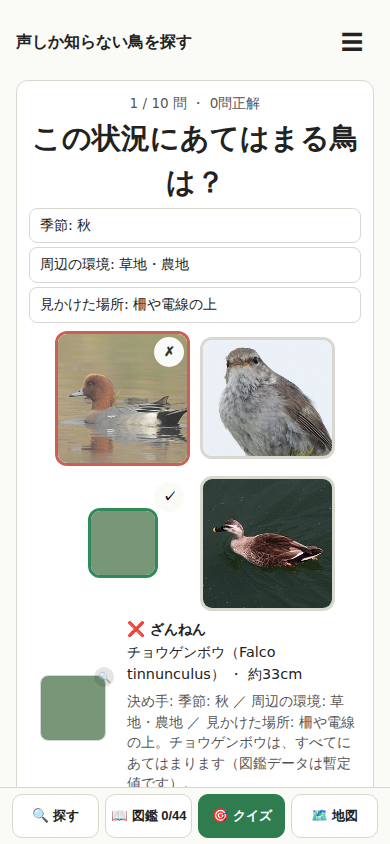 声しか知らない鳥を探す
☰
1 / 10 問 ・ 0問正解
この状況にあてはまる鳥
は？
季節: 秋
周辺の環境: 草地・農地
見かけた場所: 柵や電線の上
✗
✓
❌ ざんねん
チョウゲンボウ（Falco
tinnunculus） ・ 約33cm
決め手: 季節: 秋 ／ 周辺の環境: 草
地・農地 ／ 見かけた場所: 柵や電線
の上。チョウゲンボウは、すべてに
あてはまります（図鑑データは暫定
値です）。
🔍 探す
📖 図鑑 0/44
🎯 クイズ
🗺️ 地図